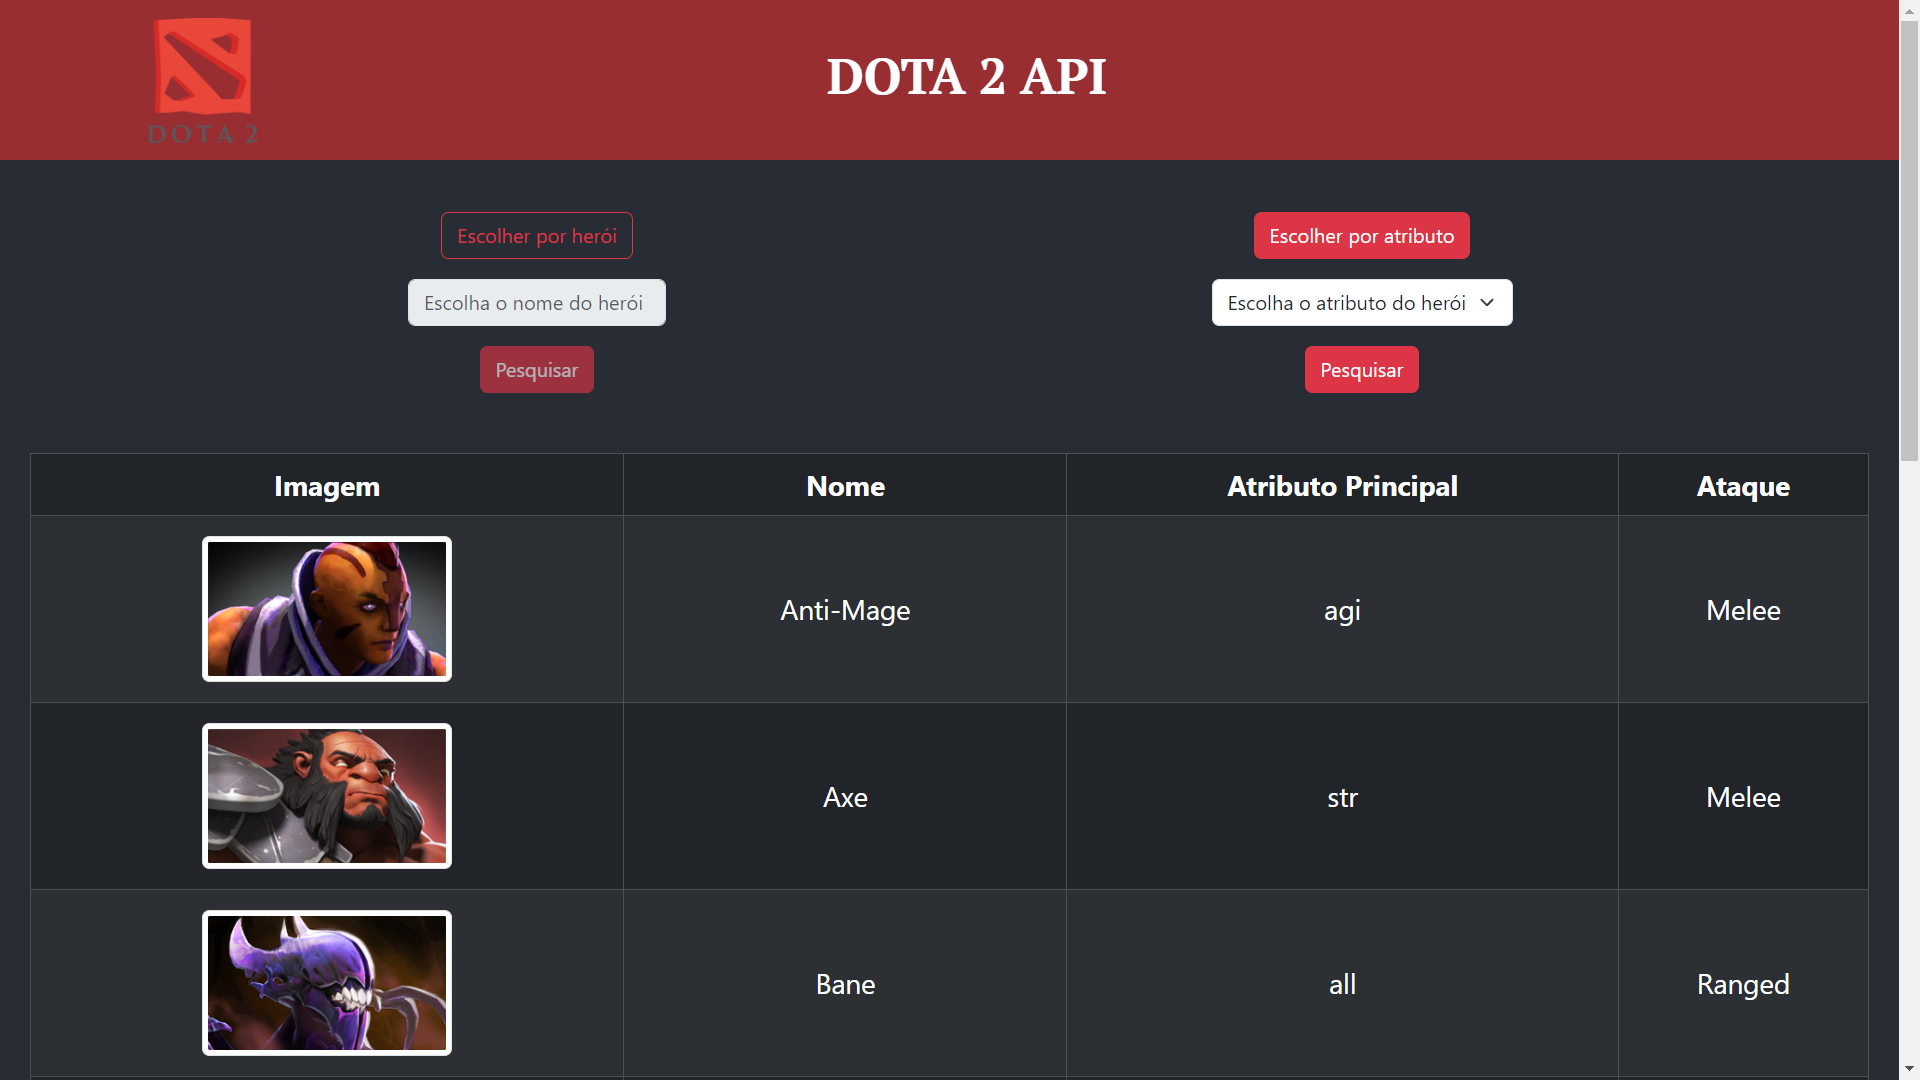 DOTA 2
DOTA 2 API
Escolher por herói
Escolher por atributo
Escolha o nome do herói
Escolha o atributo do herói
Pesquisar
Pesquisar
Imagem Nome Atributo Principal Ataque
Anti-Mage agi Melee
Axe str Melee
Bane all Ranged